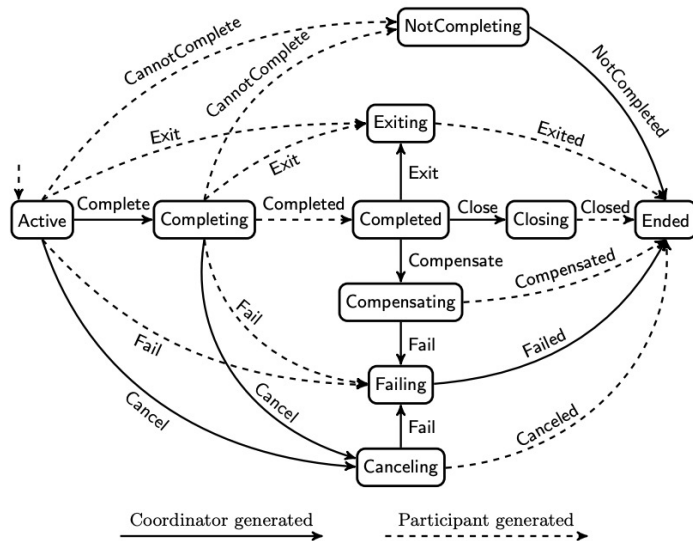 NotCompleting
CannotComplete
CannotComplete
NotCompleted
Exiting
Exit
Exit
Exited
Exit
Active
Complete
Completing
Completed
Completed
Close
Closing
Closed
Ended
Compensate
Compensated
Compensating
Fail
Fail
Fail
Failed
Failing
Cancel
Cancel
Fail
Canceled
Canceling
Coordinator generated
Participant generated